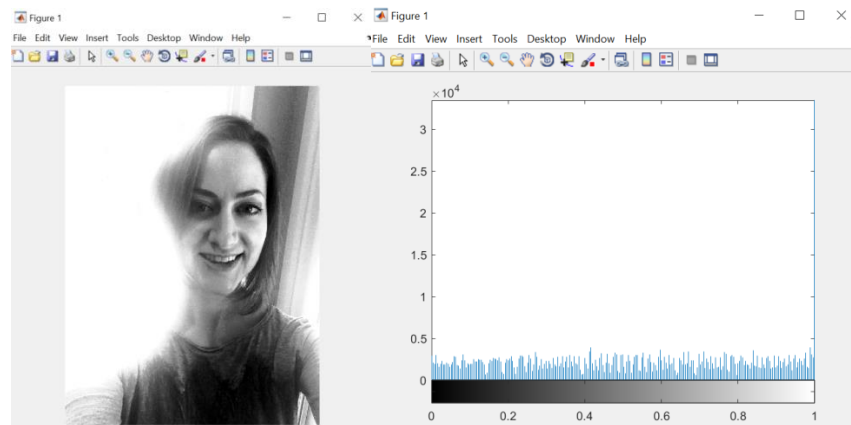 Figure 1
File Edit View Insert Tools Desktop Window Help
Figure 1
File Edit View Insert Tools Desktop Window Help
×10⁴
3
2.5
2
1.5
1
0.5
0
0 0.2 0.4 0.6 0.8 1